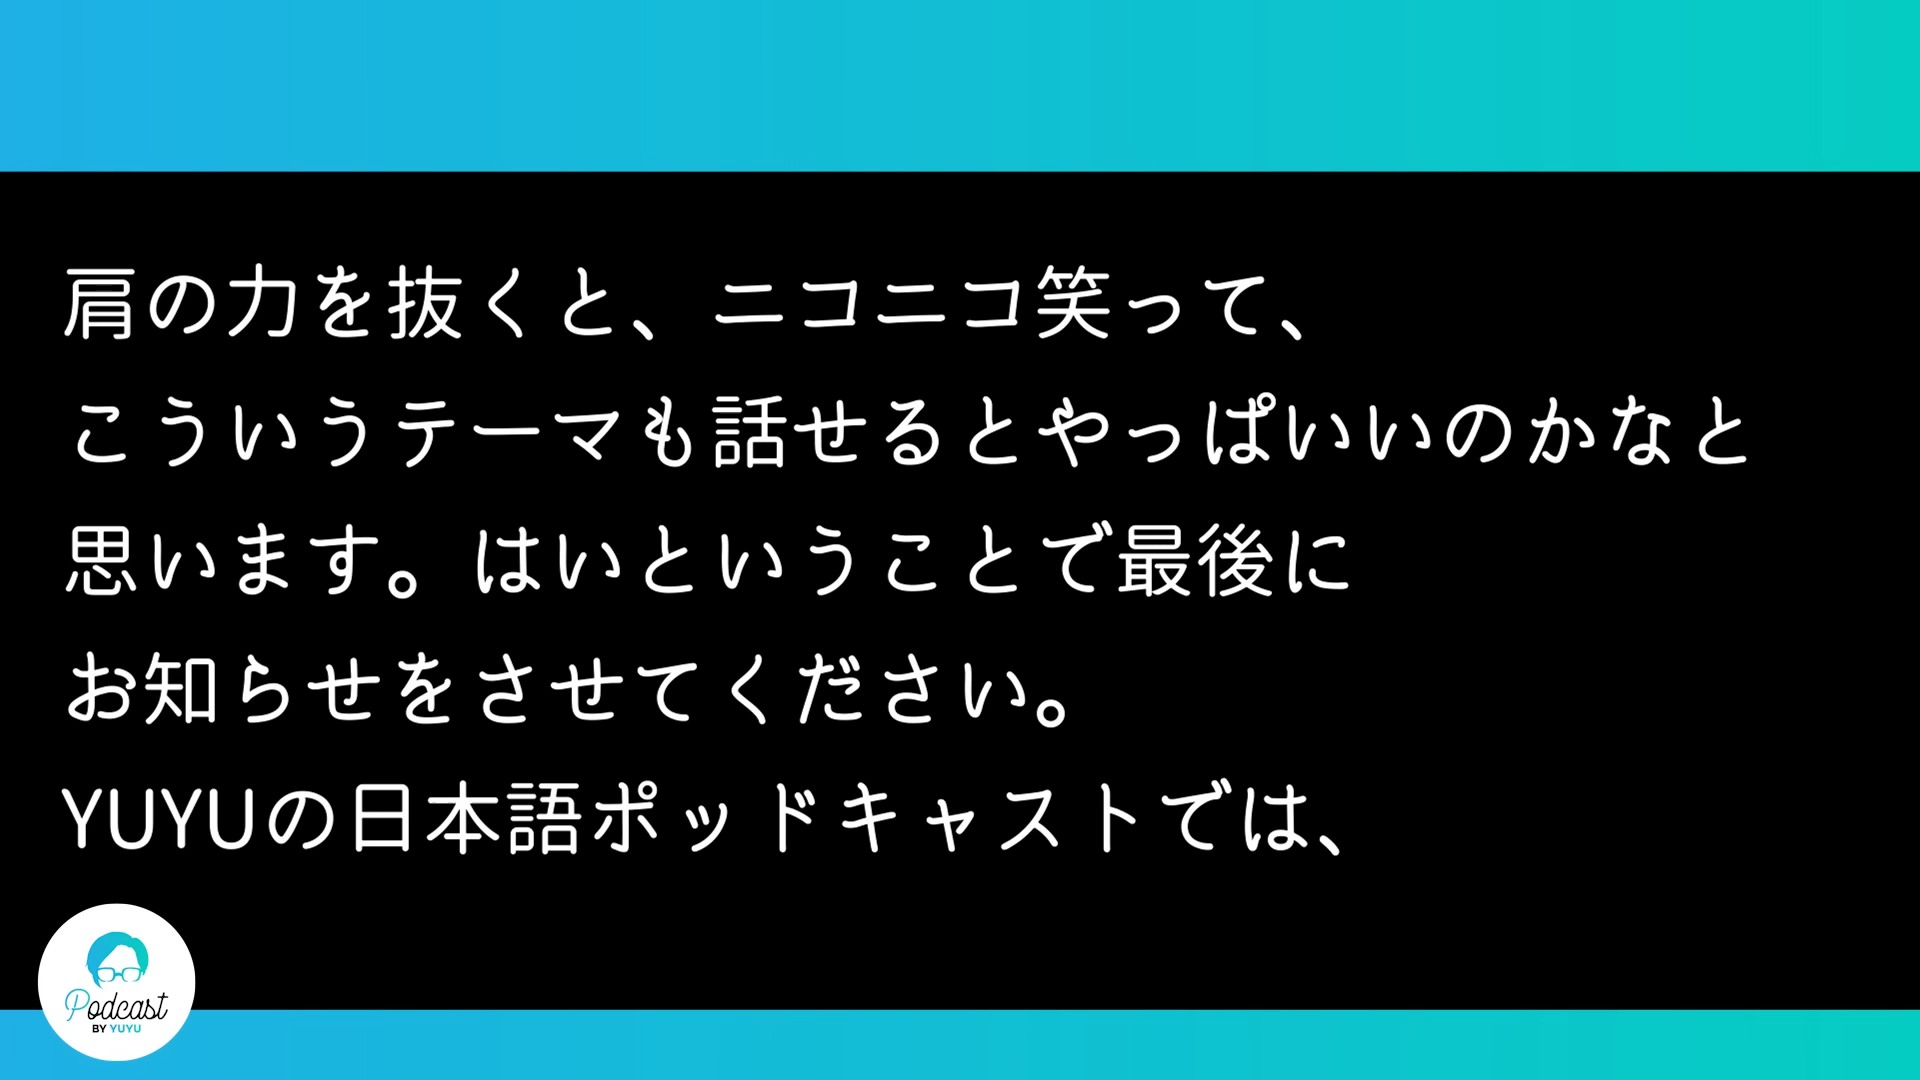 肩の力を抜くと、ニコニコ笑って、
こういうテーマも話せるとやっぱいいのかなと
思います。はいということで最後に
お知らせをさせてください。
YUYUの日本語ポッドキャストでは、
Podcast
BY YUYU